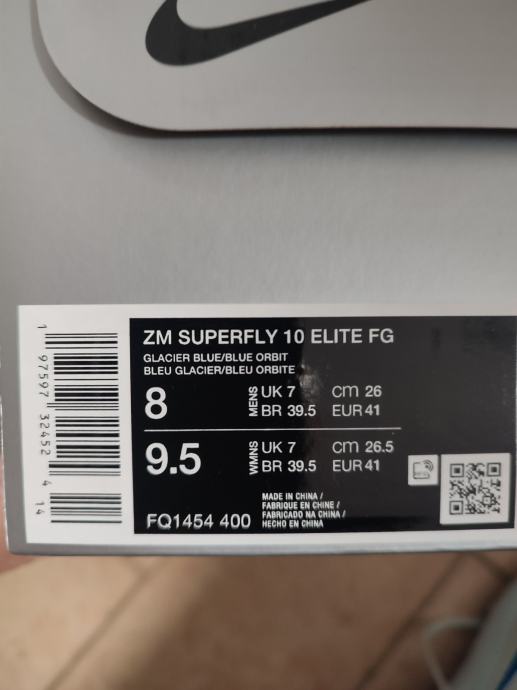 ZM SUPERFLY 10 ELITE FG
GLACIER BLUE/BLUE ORBIT
BLEU GLACIER/BLEU ORBITE
8 MENS UK 7 cm 26
BR 39.5 EUR 41
9.5 WMNS UK 7 cm 26.5
BR 39.5 EUR 41
FQ1454 400
MADE IN CHINA /
FABRIQUE EN CHINE /
FABRICADO NA CHINA /
HECHO EN CHINA
1 97597 32452 4 14